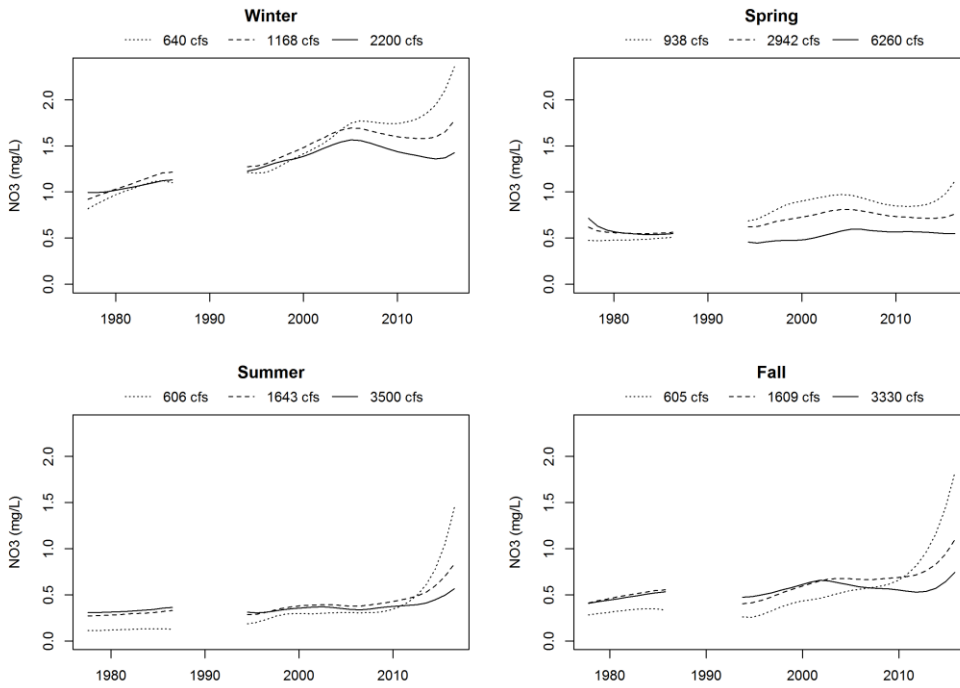 Winter
640 cfs 1168 cfs 2200 cfs
NO3 (mg/L)
2.0
1.5
1.0
0.5
0.0
1980 1990 2000 2010
Spring
938 cfs 2942 cfs 6260 cfs
NO3 (mg/L)
2.0
1.5
1.0
0.5
0.0
1980 1990 2000 2010
Summer
606 cfs 1643 cfs 3500 cfs
NO3 (mg/L)
2.0
1.5
1.0
0.5
0.0
1980 1990 2000 2010
Fall
605 cfs 1609 cfs 3330 cfs
NO3 (mg/L)
2.0
1.5
1.0
0.5
0.0
1980 1990 2000 2010